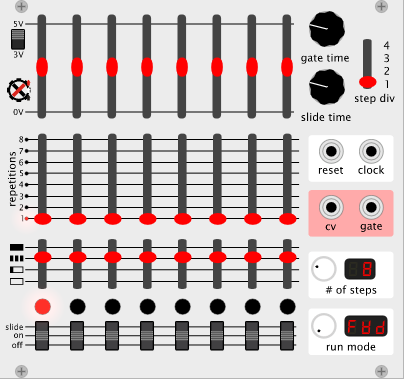 5V
3V
0V
gate time
slide time
4
3
2
1
step div
repetitions
8
7
6
5
4
3
2
1
reset clock
cv gate
8
# of steps
FWd
run mode
slide
on
off